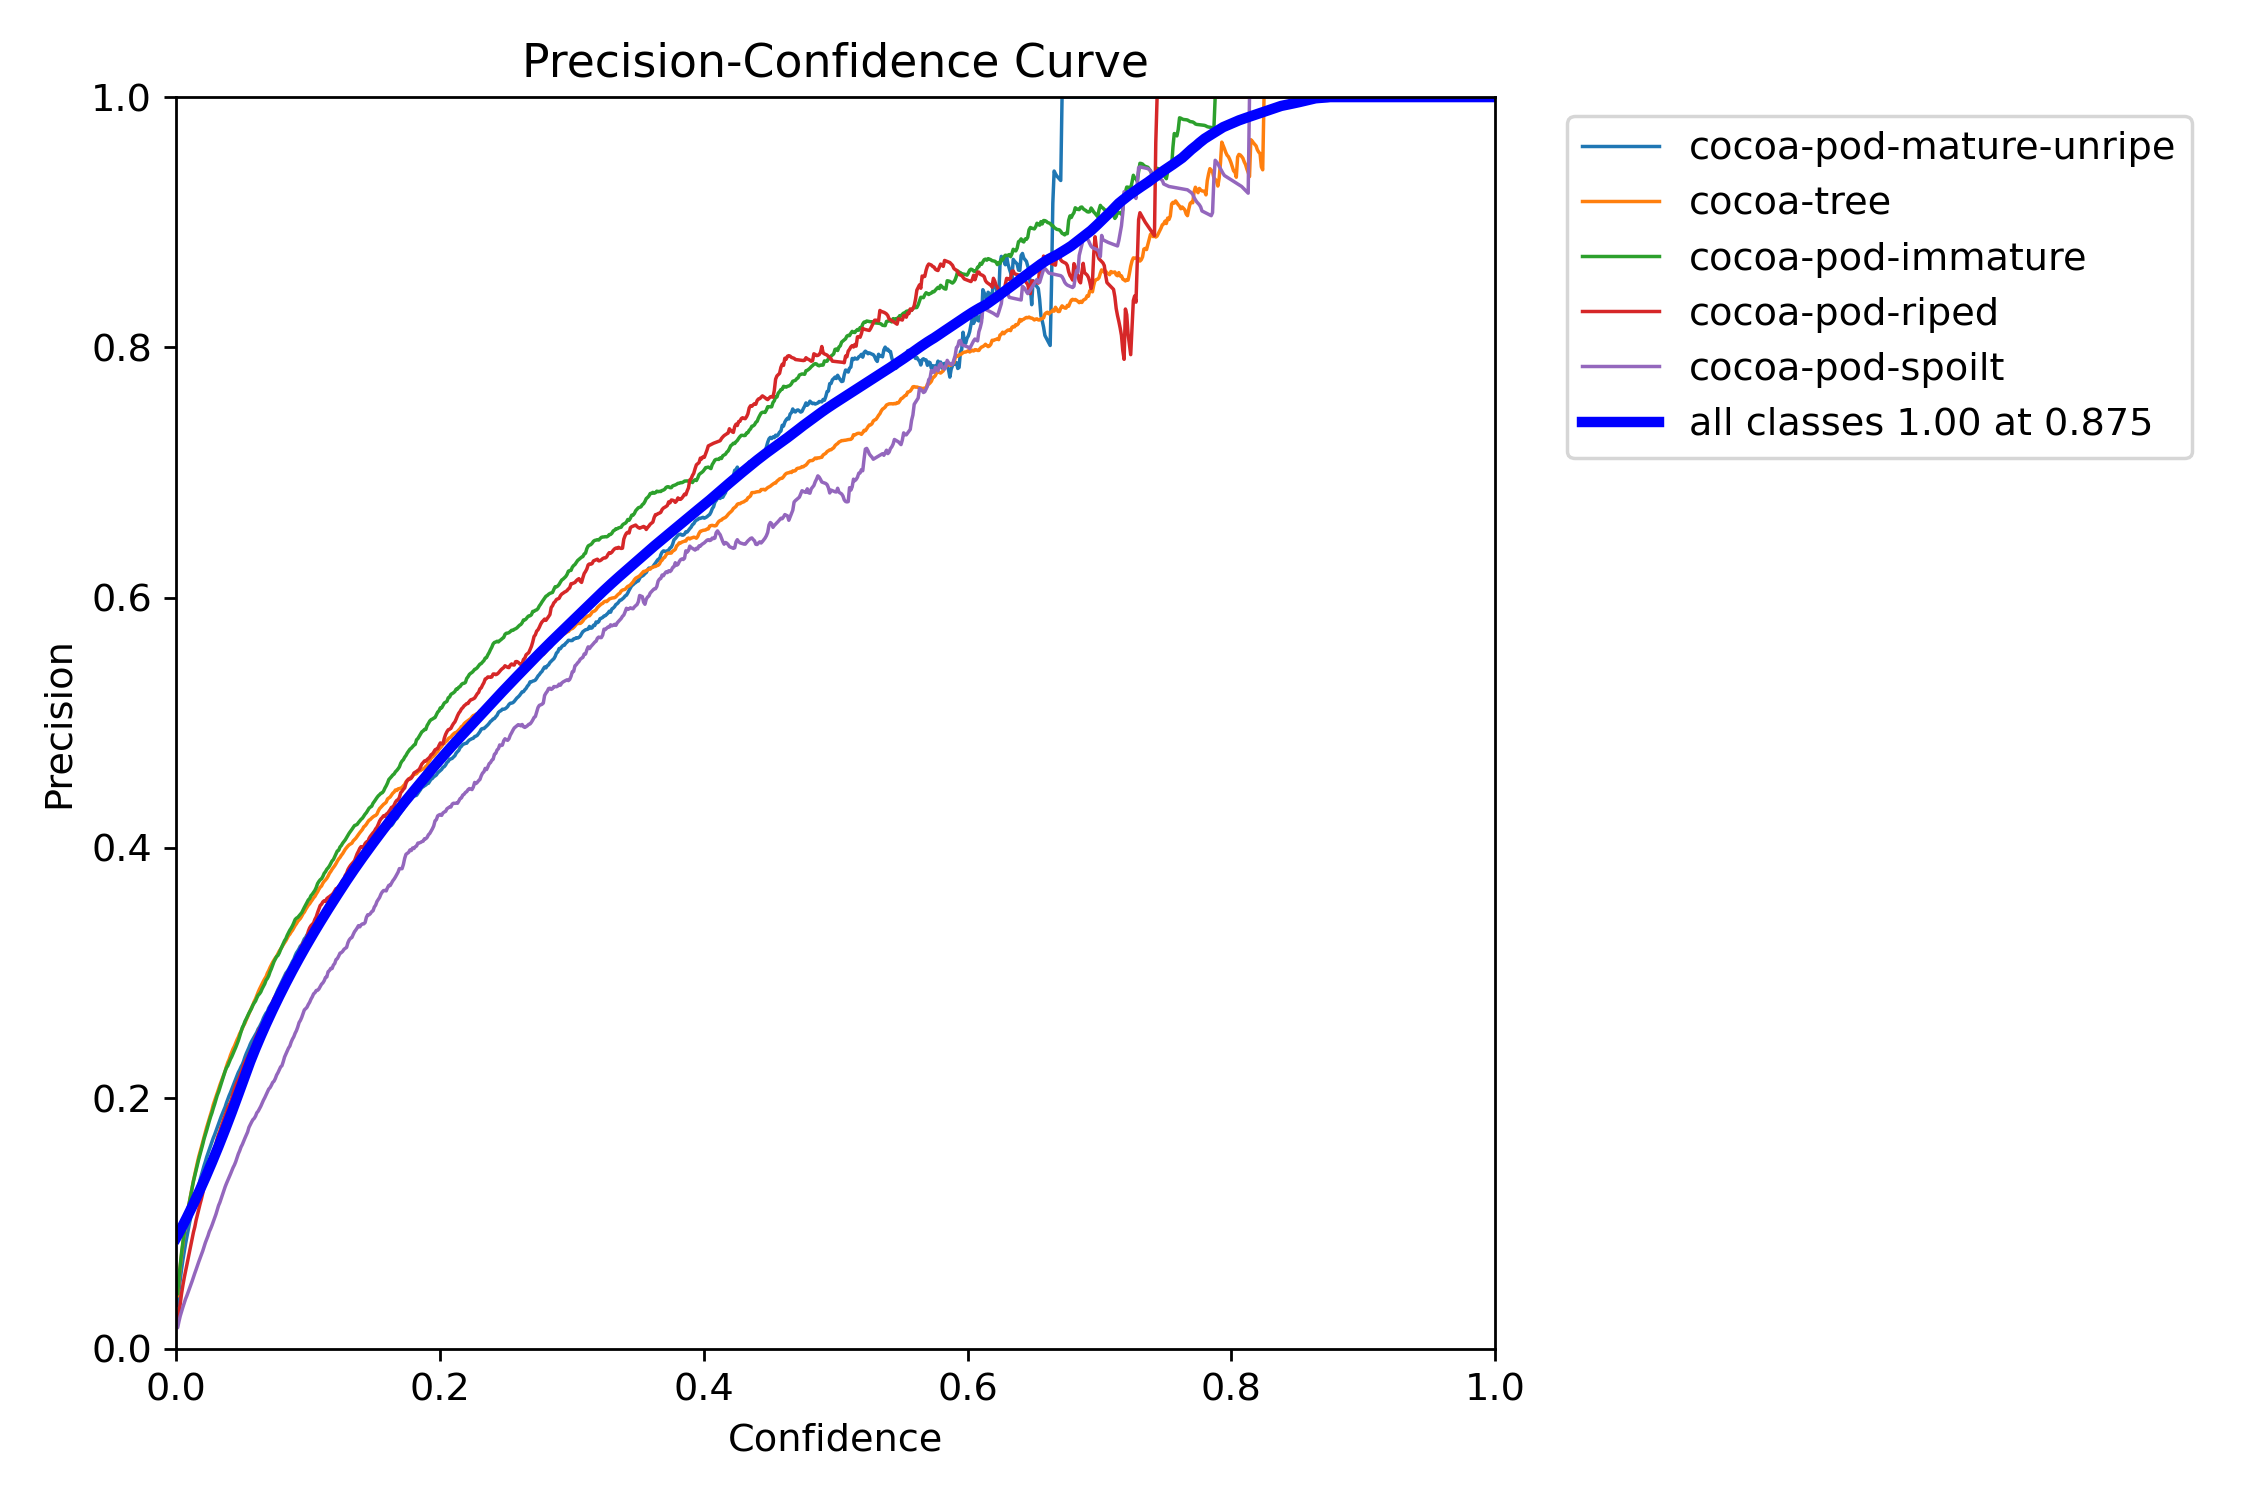 Precision-Confidence Curve
1.0
0.8
0.6
0.4
0.2
0.0
Precision
0.0 0.2 0.4 0.6 0.8 1.0
Confidence
cocoa-pod-mature-unripe
cocoa-tree
cocoa-pod-immature
cocoa-pod-riped
cocoa-pod-spoilt
all classes 1.00 at 0.875